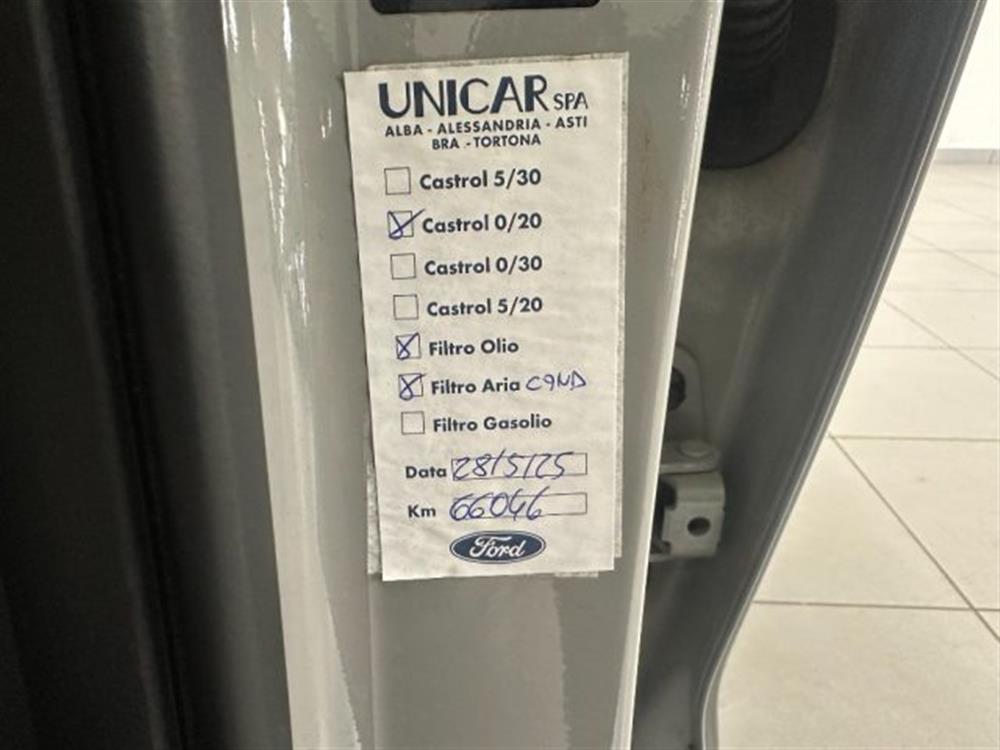 UNICAR SPA
ALBA - ALESSANDRIA - ASTI
BRA - TORTONA
Castrol 5/30
Castrol 0/20
Castrol 0/30
Castrol 5/20
Filtro Olio
Filtro Aria
Filtro Gasolio
Data 28/5/25
Km 66046
Ford